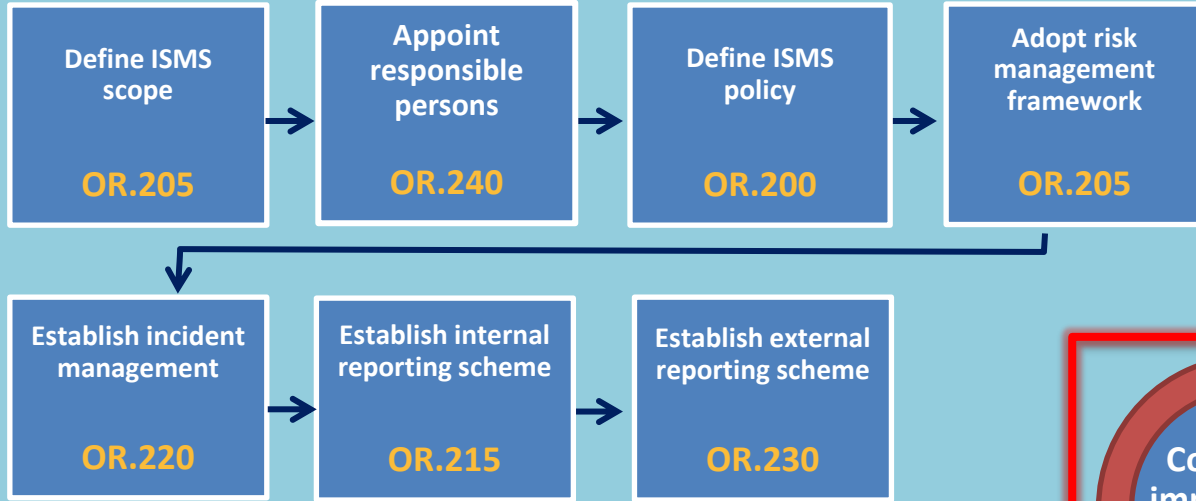 Define ISMS
scope
OR.205
Appoint
responsible
persons
OR.240
Define ISMS
policy
OR.200
Adopt risk
management
framework
OR.205
Establish incident
management
OR.220
Establish internal
reporting scheme
OR.215
Establish external
reporting scheme
OR.230